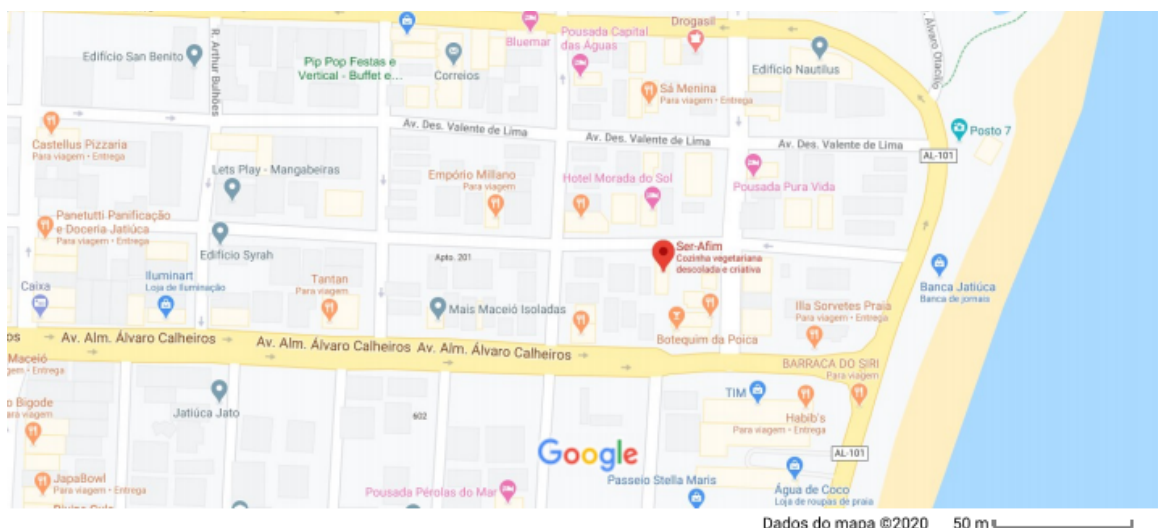 Drogasil
Pousada Capital
das Águas
Bluemar
Edifício San Benito
R. Arthur Bulhões
Pip Pop Festas e
Vertical - Buffet e...
Correios
Edifício Nautilus
Álvaro Otacílio
Sá Menina
Para viagem • Entrega
Av. Des. Valente de Lima
Av. Des. Valente de Lima
Av. Des. Valente de Lima
Posto 7
AL-101
Castellus Pizzaria
Para viagem • Entrega
Lets Play - Mangabeiras
Empório Millano
Para viagem
Hotel Morada do Sol
Pousada Pura Vida
Panetutti Panificação
e Doceria Jatiúca
Para viagem • Entrega
Edifício Syrah
Apto. 201
Ser-Afim
Cozinha vegetariana
descolada e criativa
Iluminart
Loja de Iluminação
Caixa
Tantan
Para viagem
Mais Maceió Isoladas
Banca Jatiúca
Banca de jornais
Illa Sorvetes Praia
Para viagem • Entrega
Botequim da Poica
os
Av. Alm. Álvaro Calheiros
Av. Alm. Álvaro Calheiros
Av. Alm. Álvaro Calheiros
Maceió
gem • Entrega
BARRACA DO SIRI
Para viagem
TIM
Habib's
Para viagem • Entrega
o Bigode
ra viagem
Jatiúca Jato
602
AL-101
Google
JapaBowl
Para viagem • Entrega
Pousada Pérolas do Mar
Passeio Stella Maris
Água de Coco
Loja de roupas de praia
Dados do mapa ©2020
50 m